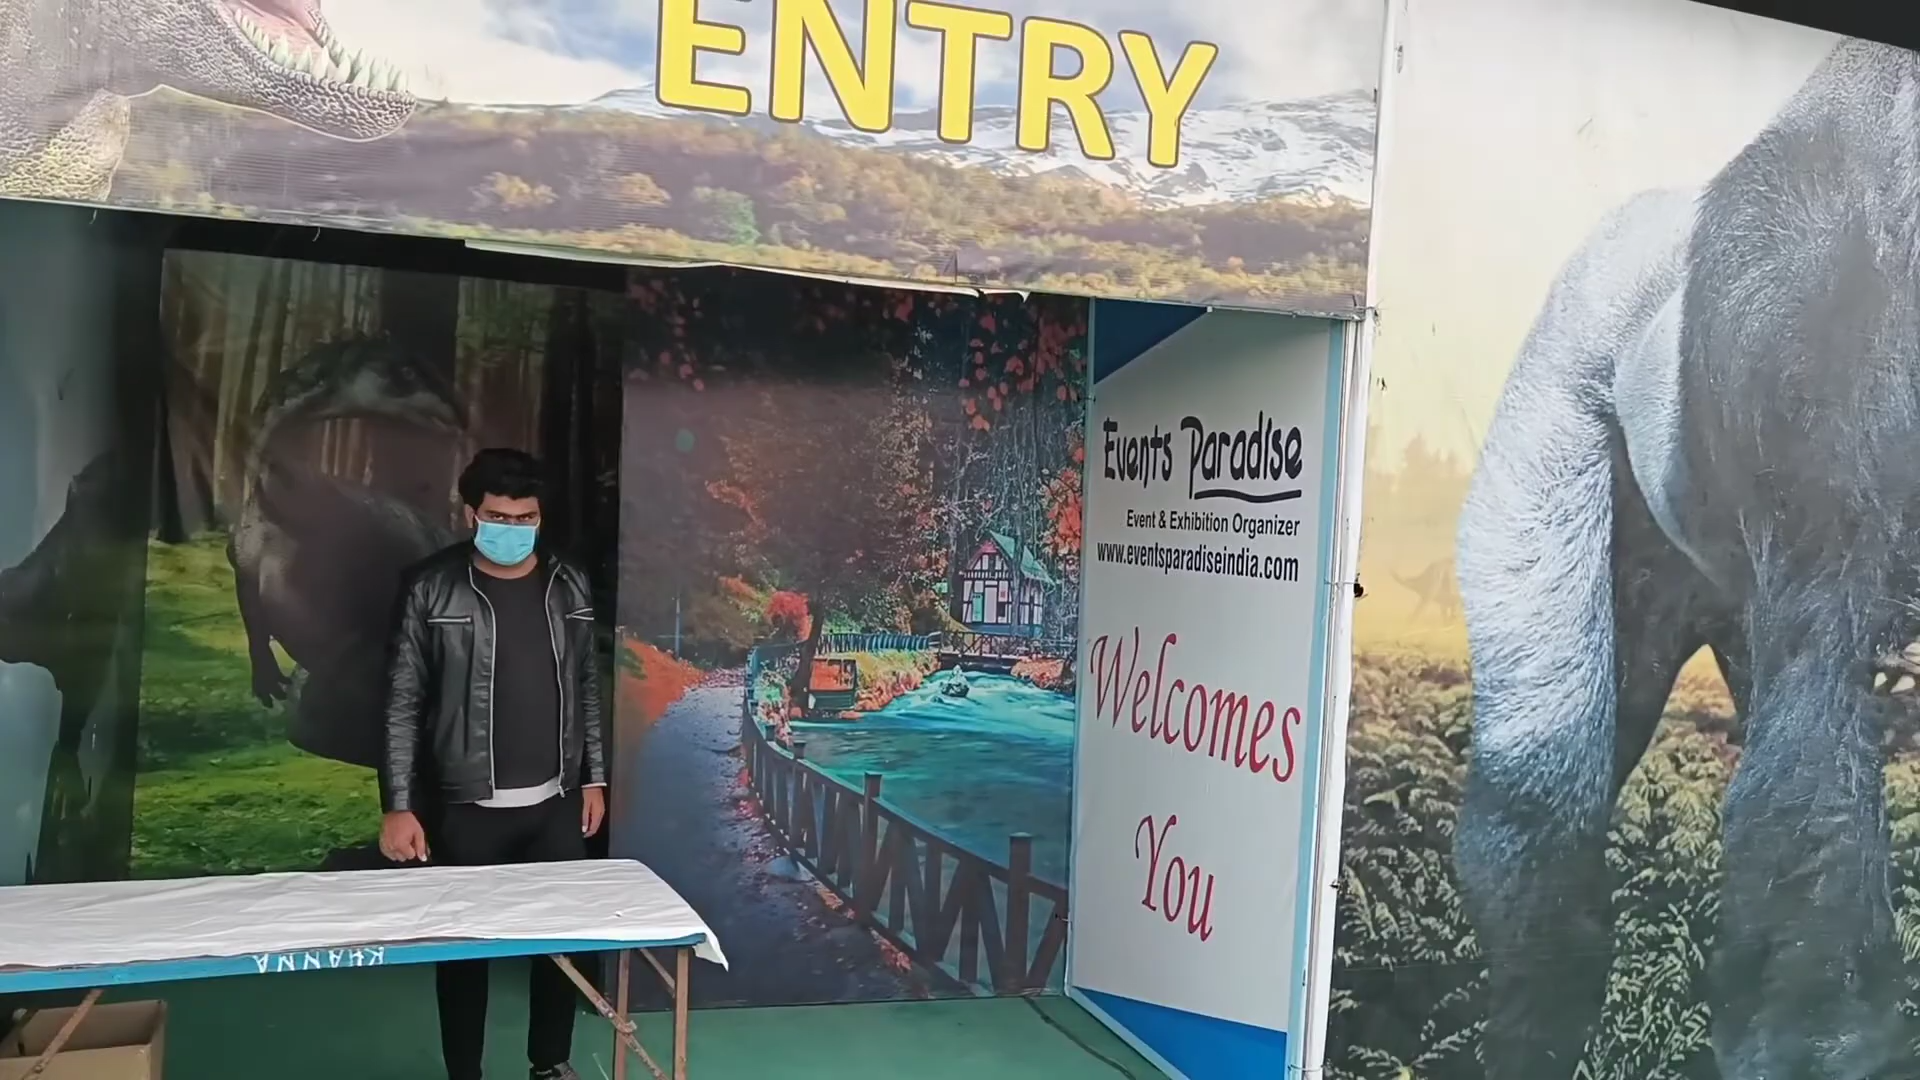 ENTRY
Events Paradise
Event & Exhibition Organizer
www.eventsparadiseindia.com
Welcomes
You
KHANNA